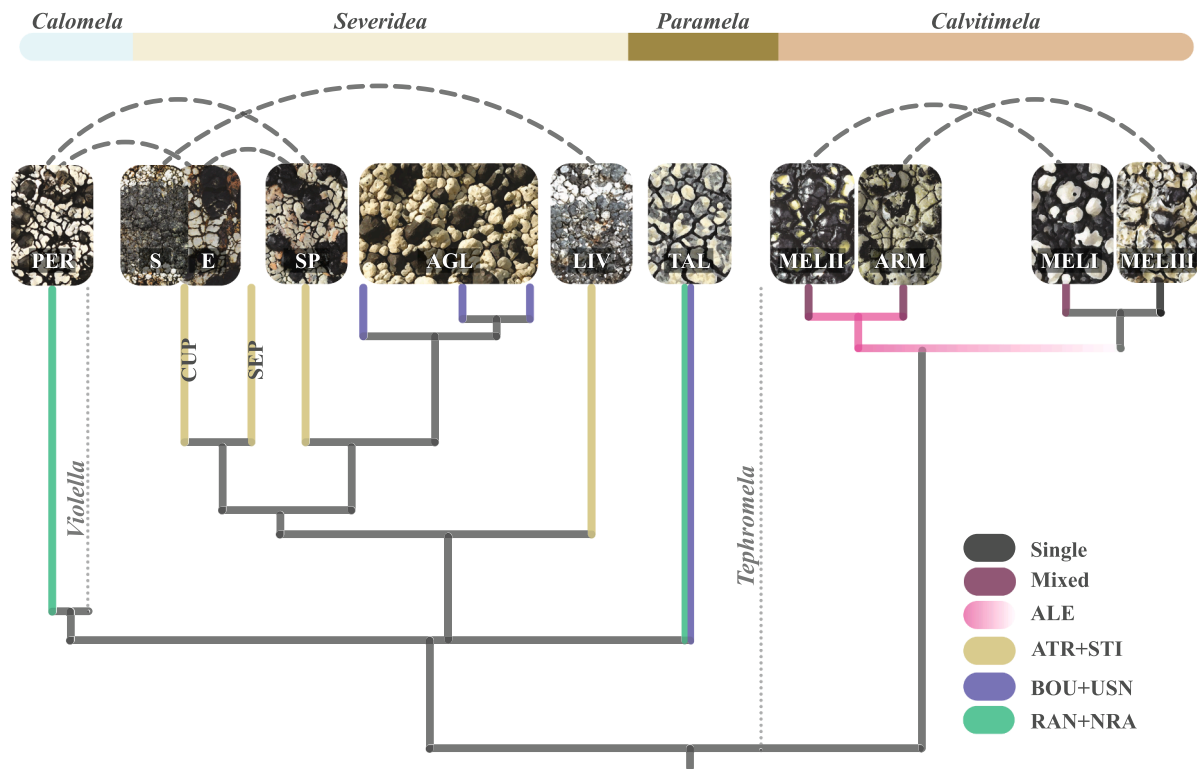 Calomela Severidea Paramela Calvitimela
PER S E SP AGL LIV TAL MELII ARM MELI MELIII
CUP
SEP
Violella
Tephromela
Single
Mixed
ALE
ATR+STI
BOU+USN
RAN+NRA